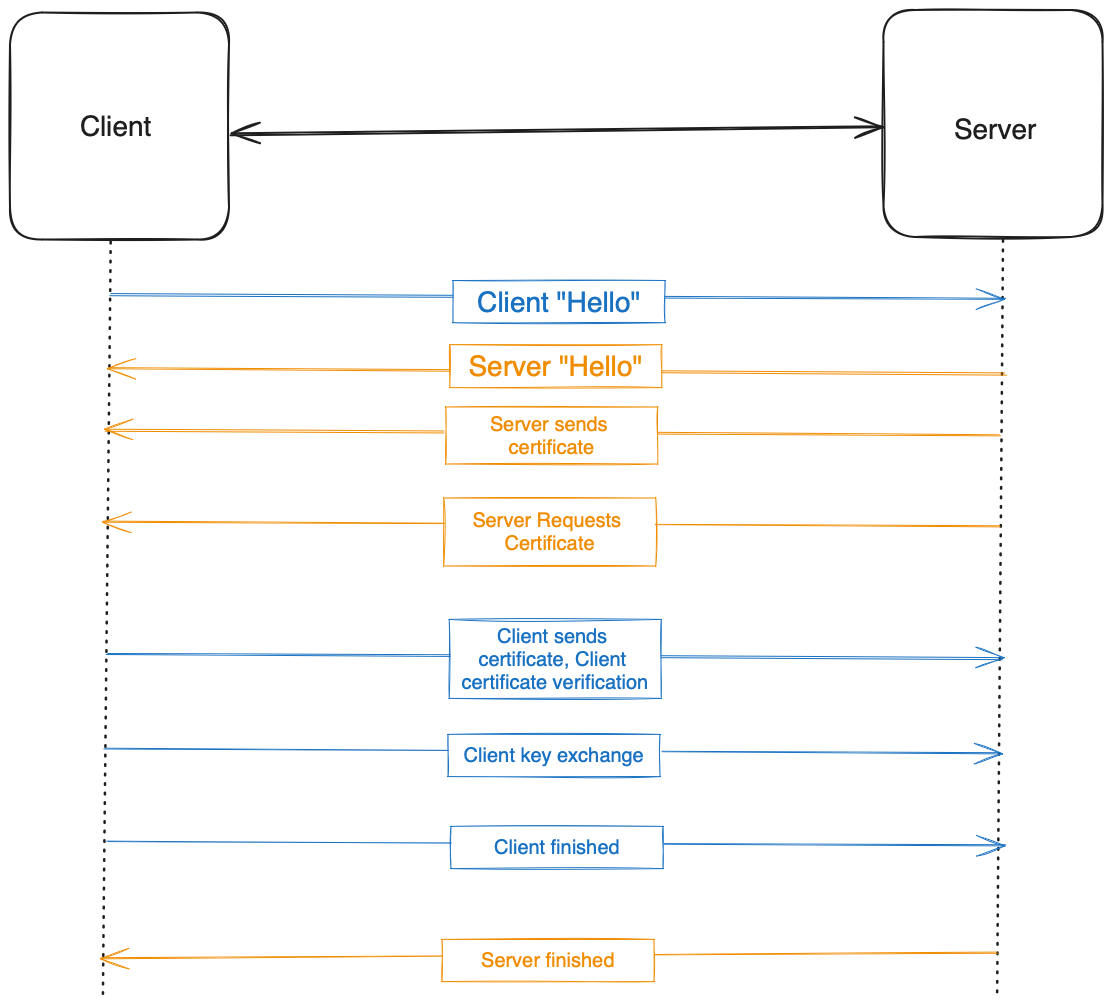 Client
Server
Client "Hello"
Server "Hello"
Server sends
certificate
Server Requests
Certificate
Client sends
certificate, Client
certificate verification
Client key exchange
Client finished
Server finished